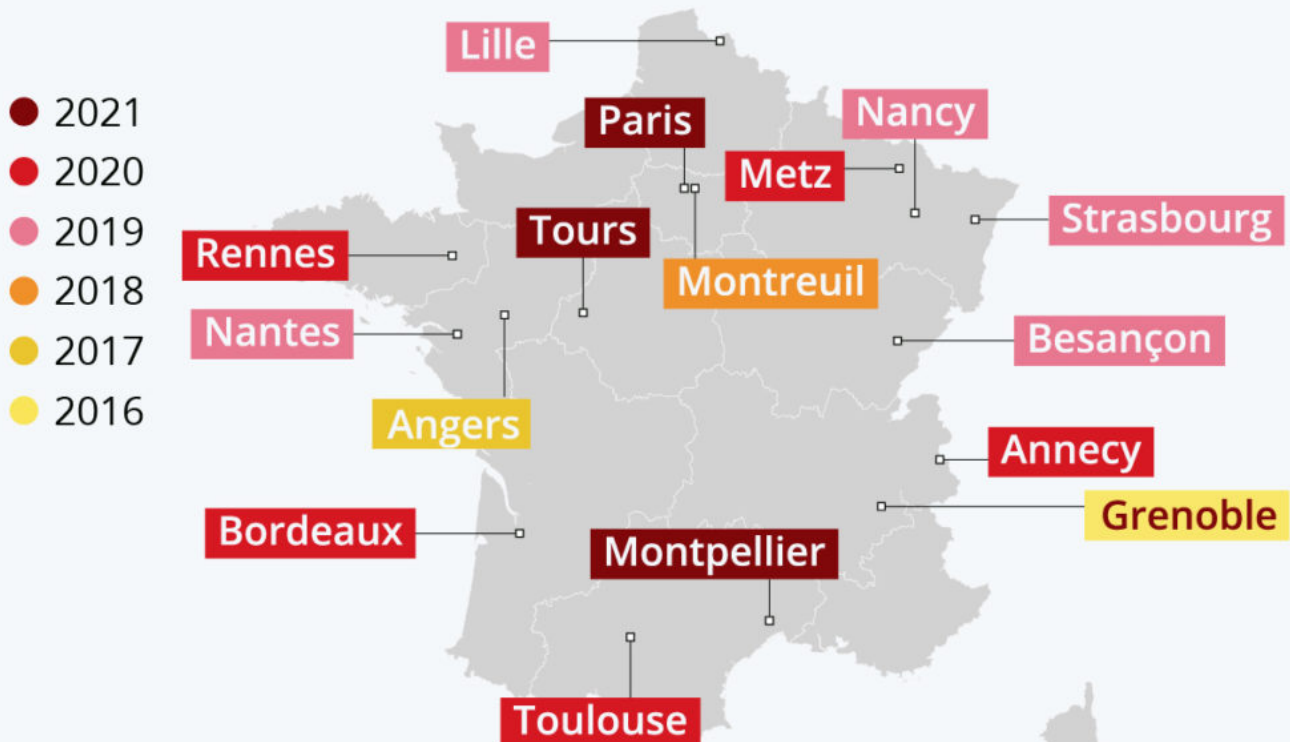 2021
2020
2019
2018
2017
2016
Lille
Paris
Nancy
Metz
Strasbourg
Tours
Rennes
Montreuil
Nantes
Besançon
Angers
Annecy
Grenoble
Bordeaux
Montpellier
Toulouse